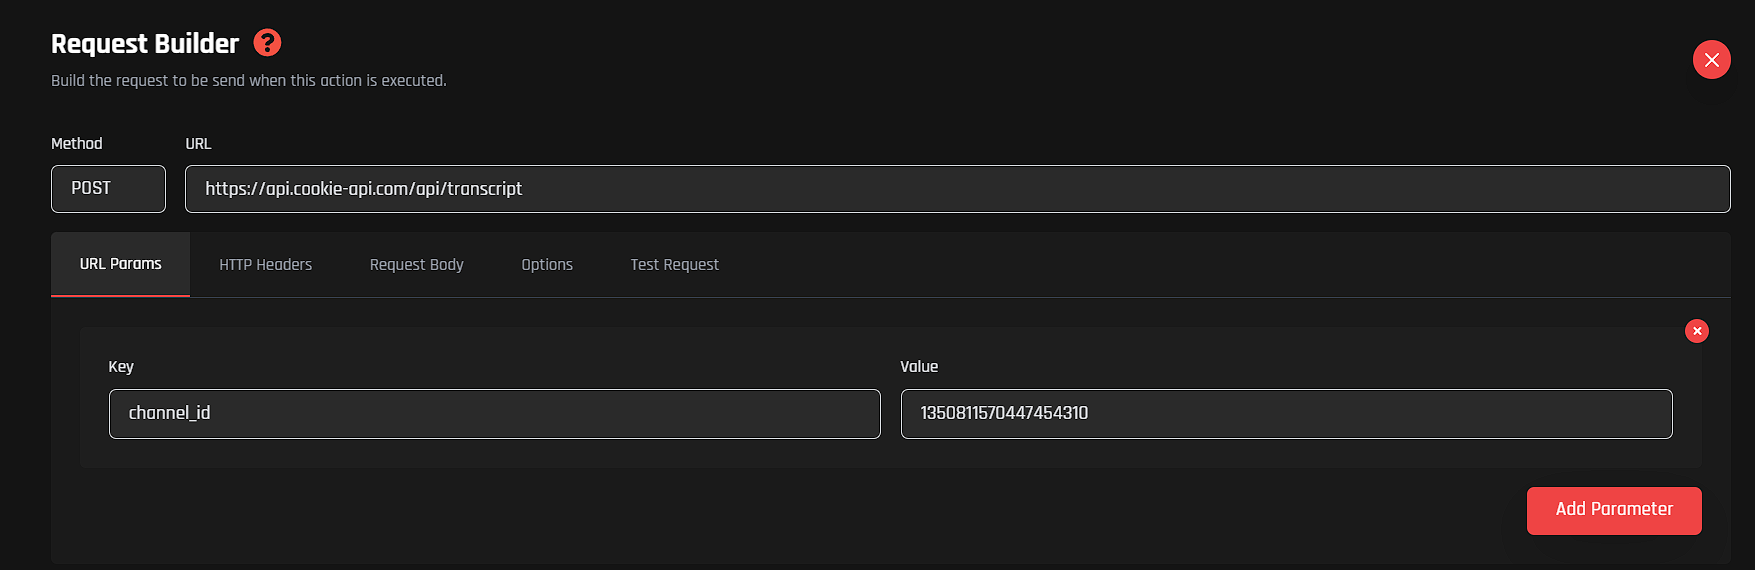 Request Builder ?
Build the request to be send when this action is executed.
Method
URL
POST
https://api.cookie-api.com/api/transcript
URL Params
HTTP Headers
Request Body
Options
Test Request
Key
Value
channel_id
1350811570447454310
Add Parameter